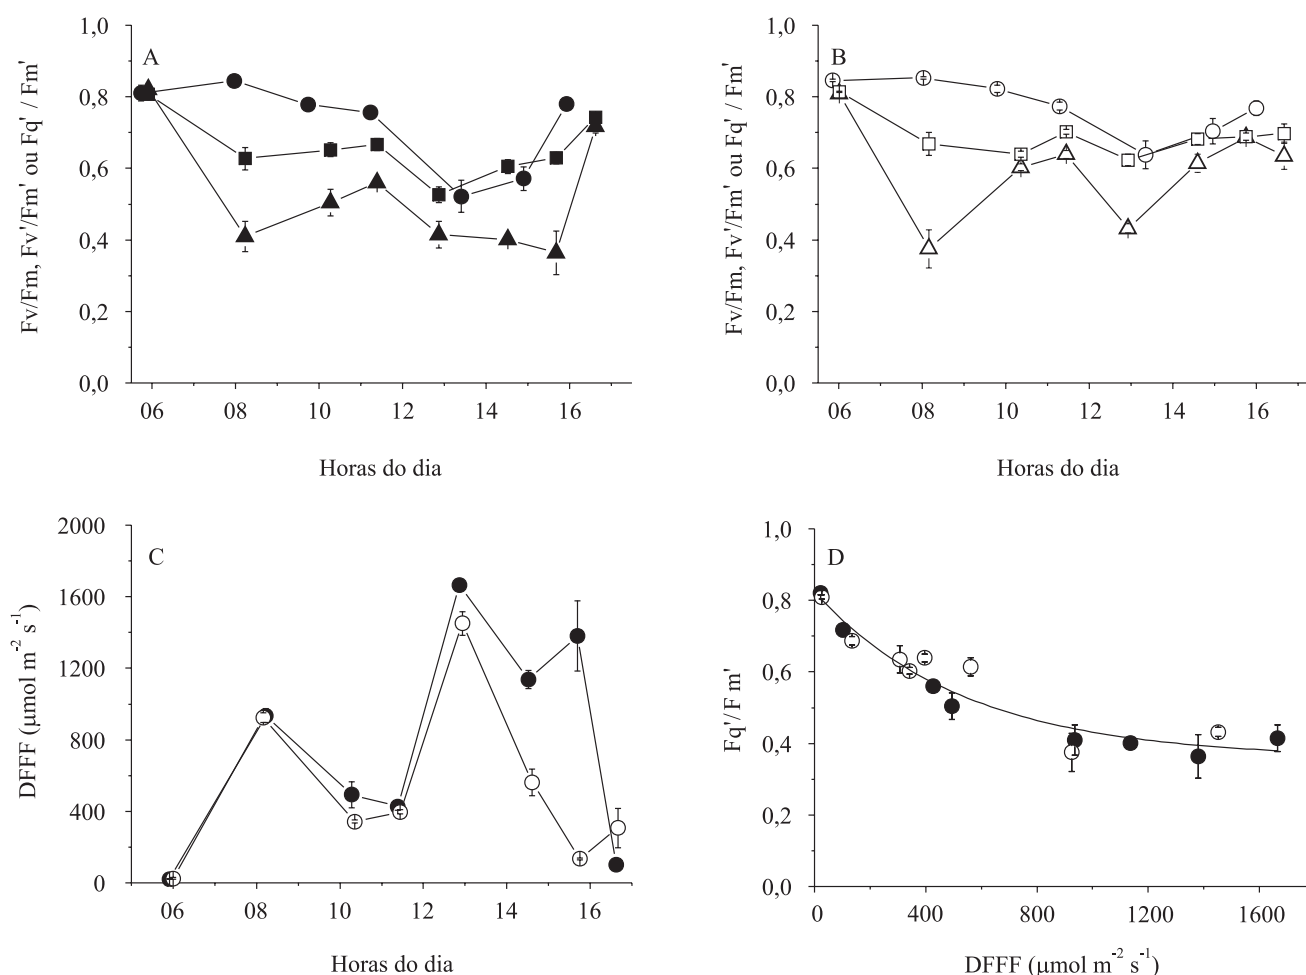 A
Fv/Fm, Fv'/Fm' ou Fq' / Fm'
1,0
0,8
0,6
0,4
0,2
0,0
06 08 10 12 14 16
Horas do dia
B
Fv/Fm, Fv'/Fm' ou Fq' / Fm'
1,0
0,8
0,6
0,4
0,2
0,0
06 08 10 12 14 16
Horas do dia
C
DFFF (μmol m⁻² s⁻¹)
2000
1600
1200
800
400
0
06 08 10 12 14 16
Horas do dia
D
Fq'/F m'
1,0
0,8
0,6
0,4
0,2
0,0
0 400 800 1200 1600
DFFF (μmol m⁻² s⁻¹)